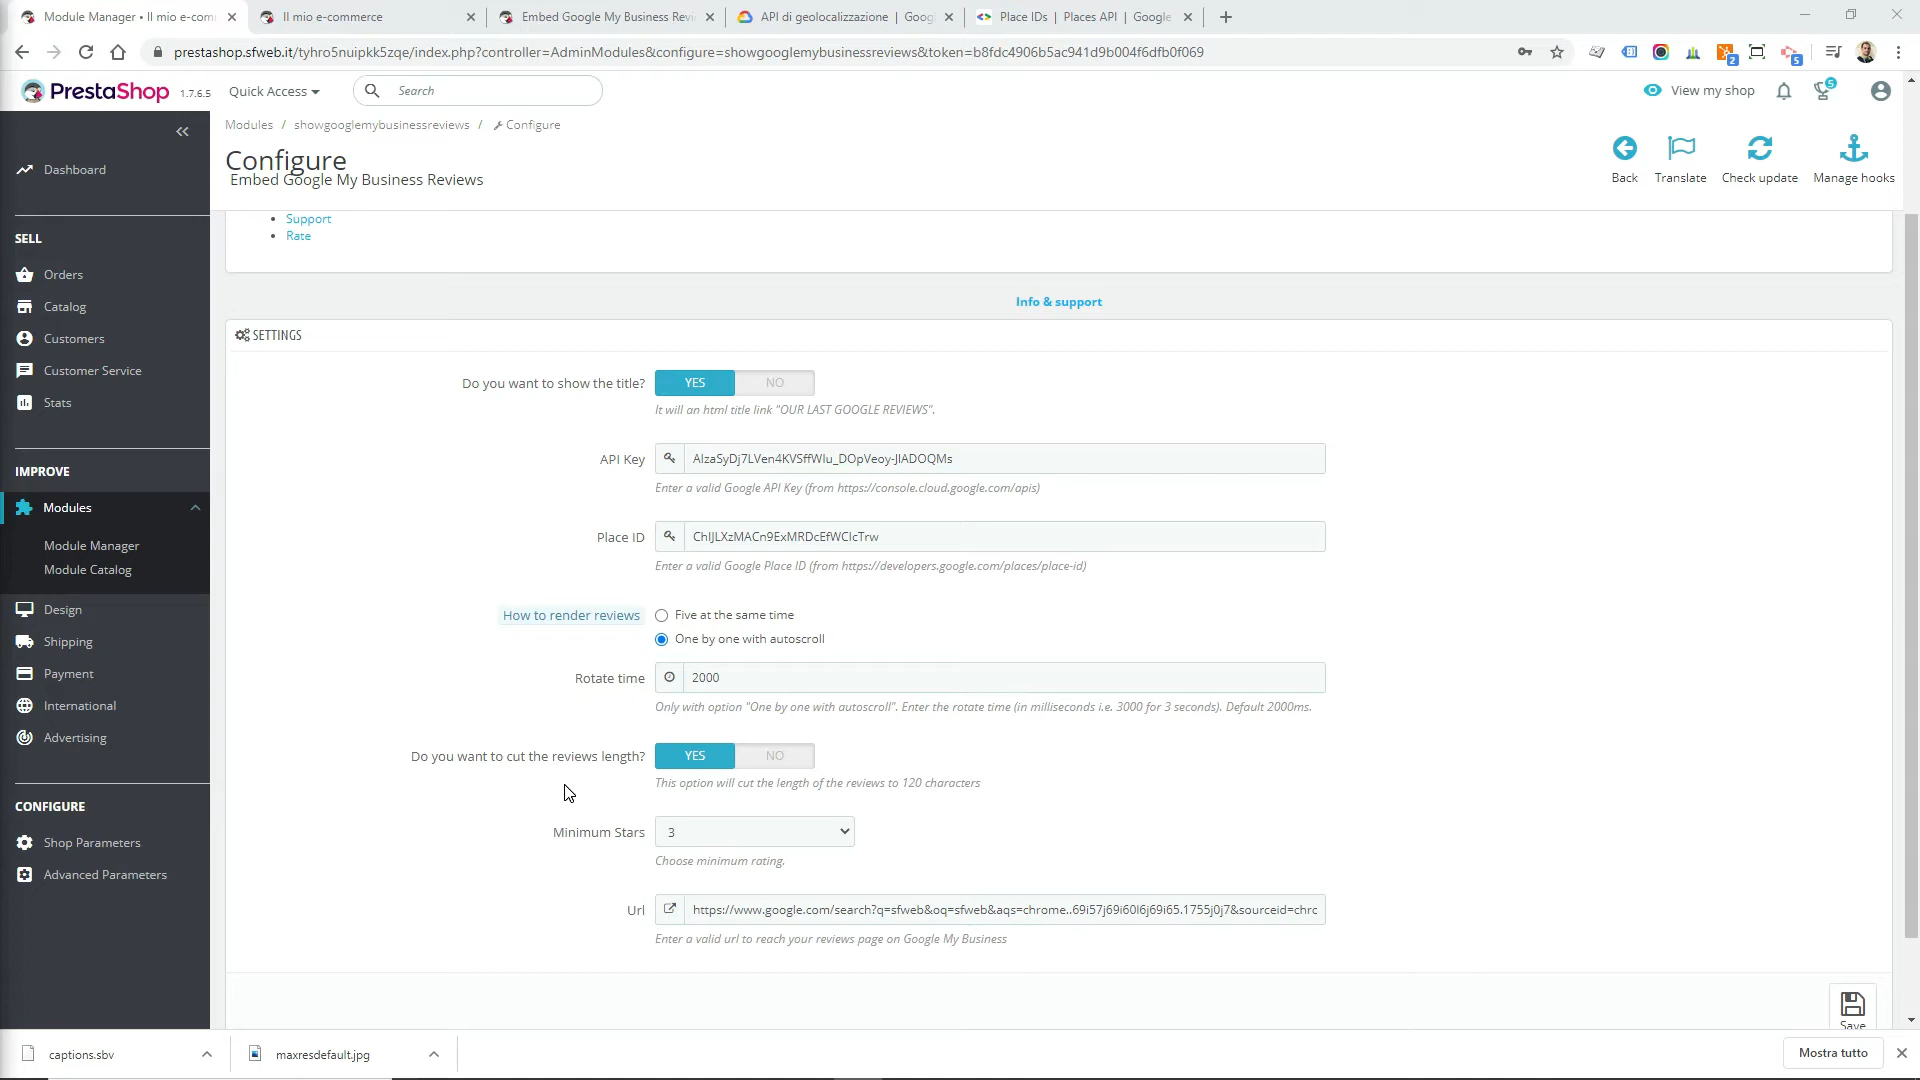 Module Manager • Il mio e-com
Il mio e-commerce
Embed Google My Business Revi
API di geolocalizzazione | Goog
Place IDs | Places API | Google
prestashop.sfweb.it/tyhro5nuipkk5zqe/index.php?controller=AdminModules&configure=showgooglemybusinessreviews&token=b8fdc4906b5ac941d9b004f6dfb0f069
2
5
PrestaShop 1.7.6.5
Quick Access
Search
View my shop
5
Modules / showgooglemybusinessreviews / Configure
Configure
Embed Google My Business Reviews
Back
Translate
Check update
Manage hooks
Dashboard
SELL
Orders
Catalog
Customers
Customer Service
Stats
IMPROVE
Modules
Module Manager
Module Catalog
Design
Shipping
Payment
International
Advertising
CONFIGURE
Shop Parameters
Advanced Parameters
Support
Rate
Info & support
SETTINGS
Do you want to show the title? YES NO
It will an html title link "OUR LAST GOOGLE REVIEWS".
API Key AIzaSyDj7LVen4KVSffWIu_DOpVeoy-JIADOQMs
Enter a valid Google API Key (from https://console.cloud.google.com/apis)
Place ID ChIJLXzMACn9ExMRDcEfWCIcTrw
Enter a valid Google Place ID (from https://developers.google.com/places/place-id)
How to render reviews Five at the same time
One by one with autoscroll
Rotate time 2000
Only with option "One by one with autoscroll". Enter the rotate time (in milliseconds i.e. 3000 for 3 seconds). Default 2000ms.
Do you want to cut the reviews length? YES NO
This option will cut the length of the reviews to 120 characters
Minimum Stars 3
Choose minimum rating.
Url https://www.google.com/search?q=sfweb&oq=sfweb&aqs=chrome..69i57j69i60l6j69i65.1755j0j7&sourceid=chrc
Enter a valid url to reach your reviews page on Google My Business
Save
captions.sbv
maxresdefault.jpg
Mostra tutto